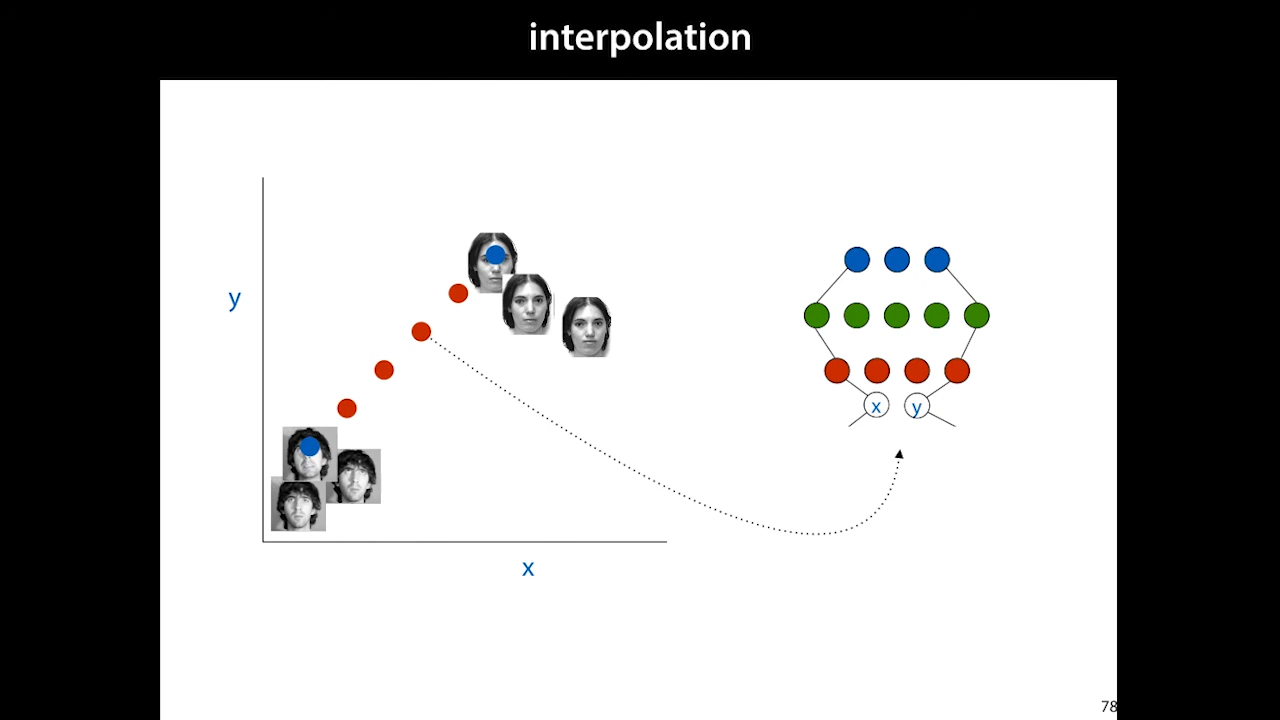 interpolation
y
x
x y
78